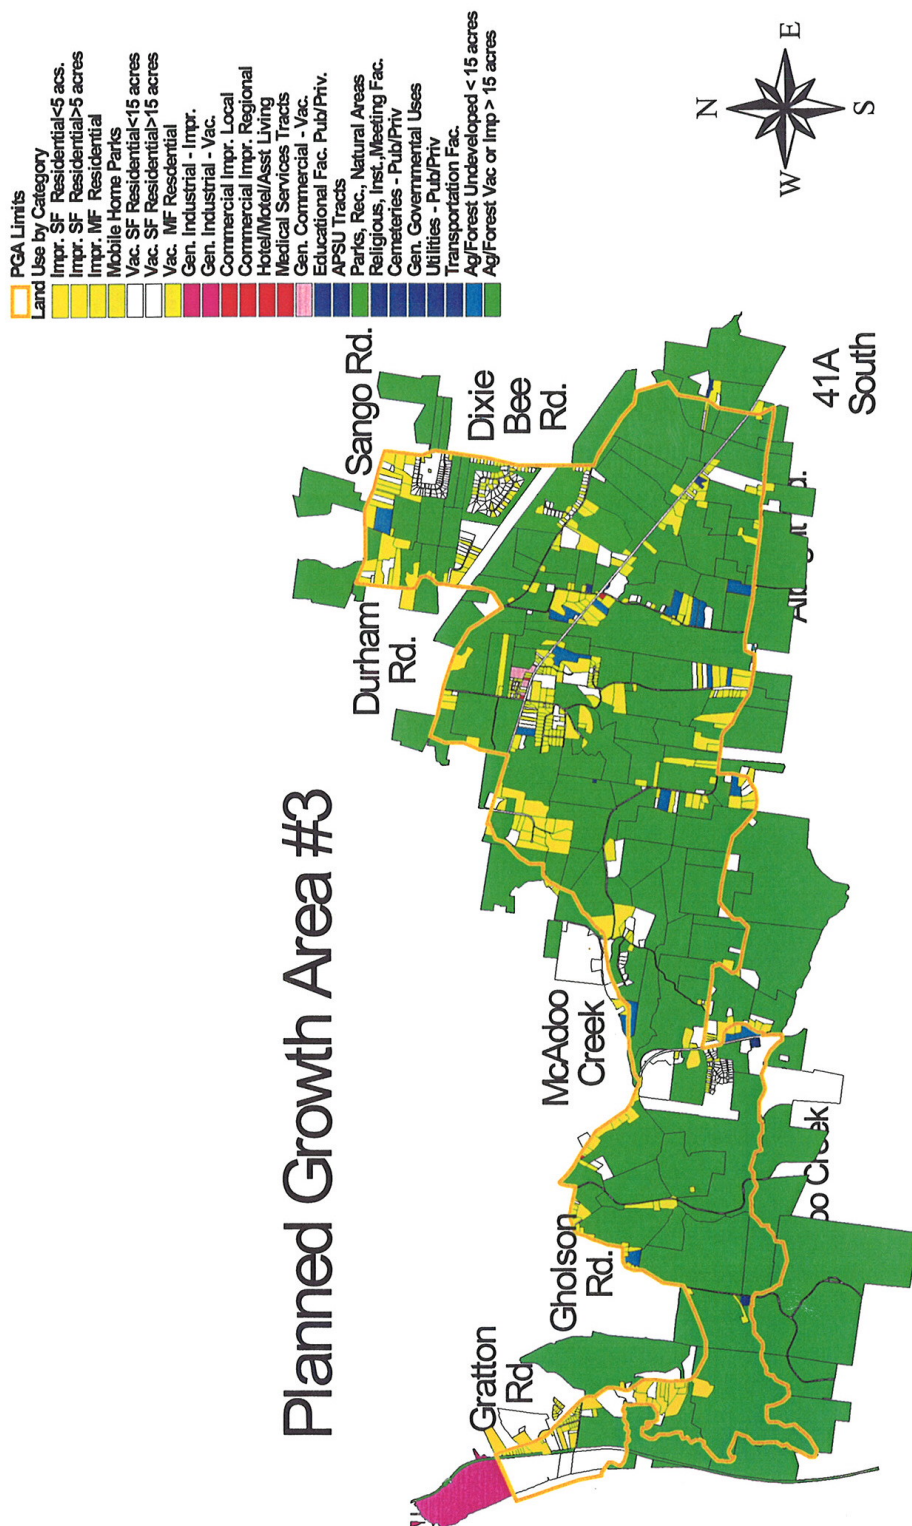 Planned Growth Area #3
PGA Limits
Land Use by Category
Impr. SF Residential<5 acs.
Impr. SF Residential>5 acres
Impr. MF Residential
Mobile Home Parks
Vac. SF Residential<15 acres
Vac. SF Residential>15 acres
Vac. MF Resdential
Gen. Industrial - Impr.
Gen. Industrial - Vac.
Commercial Impr. Local
Commercial Impr. Regional
Hotel/Motel/Asst Living
Medical Services Tracts
Gen. Commercial - Vac.
Educational Fac. Pub/Priv.
APSU Tracts
Parks, Rec., Natural Areas
Religious, Inst.,Meeting Fac.
Cemeteries - Pub/Priv
Gen. Governmental Uses
Utilities - Pub/Priv
Transportation Fac.
Ag/Forest Undeveloped < 15 acres
Ag/Forest Vac or Imp > 15 acres
N
E
S
W
Gratton
Rd.
Gholson
Rd.
McAdoo
Creek
Durham
Rd.
Sango Rd.
Dixie
Bee
Rd.
41A
South
Creek